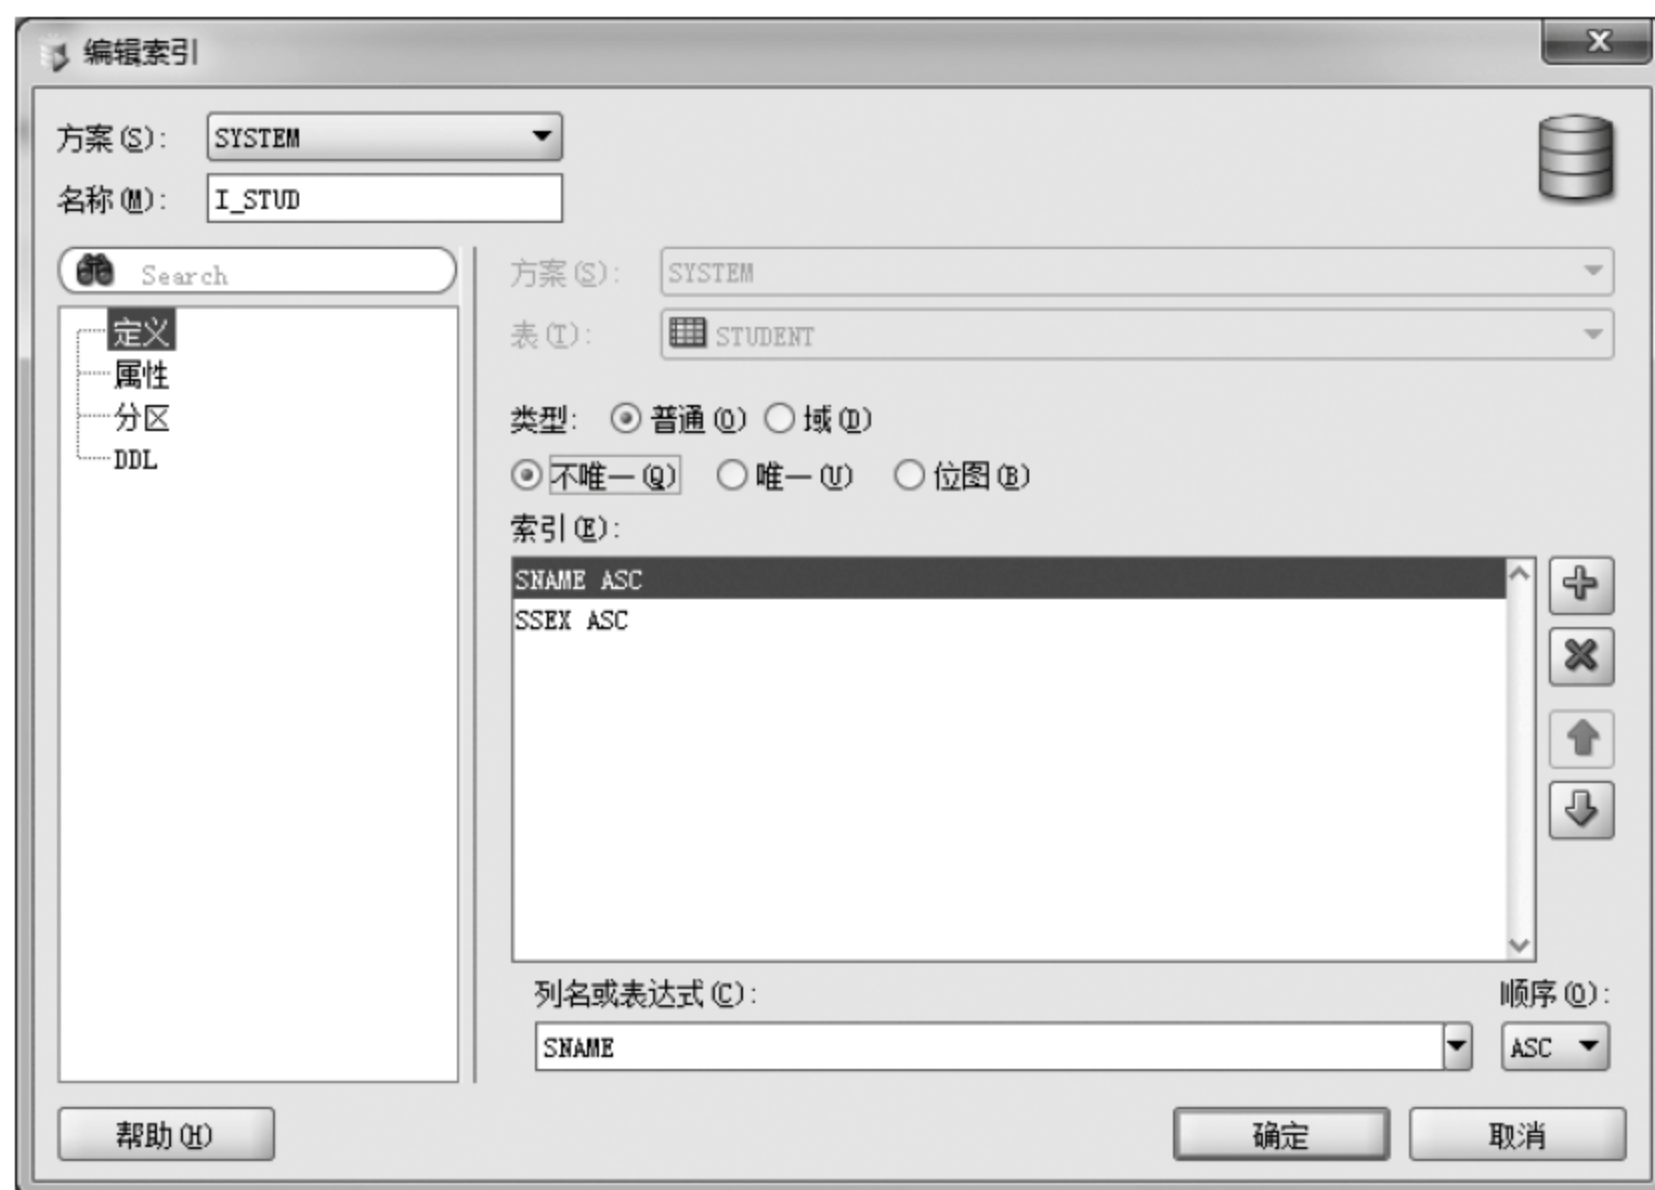 编辑索引
方案(S): SYSTEM
名称(M): I_STUD
Search
定义
属性
分区
DDL
方案(S): SYSTEM
表(T): STUDENT
类型: 普通(O) 域(D)
不唯一(Q) 唯一(U) 位图(B)
索引(E):
SNAME ASC
SSEX ASC
列名或表达式(C): 顺序(O):
SNAME ASC
帮助(H) 确定 取消